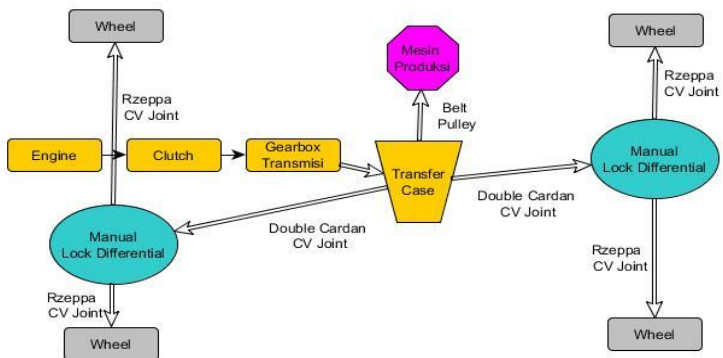 Wheel
Wheel
Mesin
Produksi
Rzeppa
CV Joint
Rzeppa
CV Joint
Belt
Pulley
Engine
Clutch
Gearbox
Transmisi
Transfer
Case
Manual
Lock Differential
Double Cardan
CV Joint
Double Cardan
CV Joint
Manual
Lock Differential
Rzeppa
CV Joint
Rzeppa
CV Joint
Wheel
Wheel